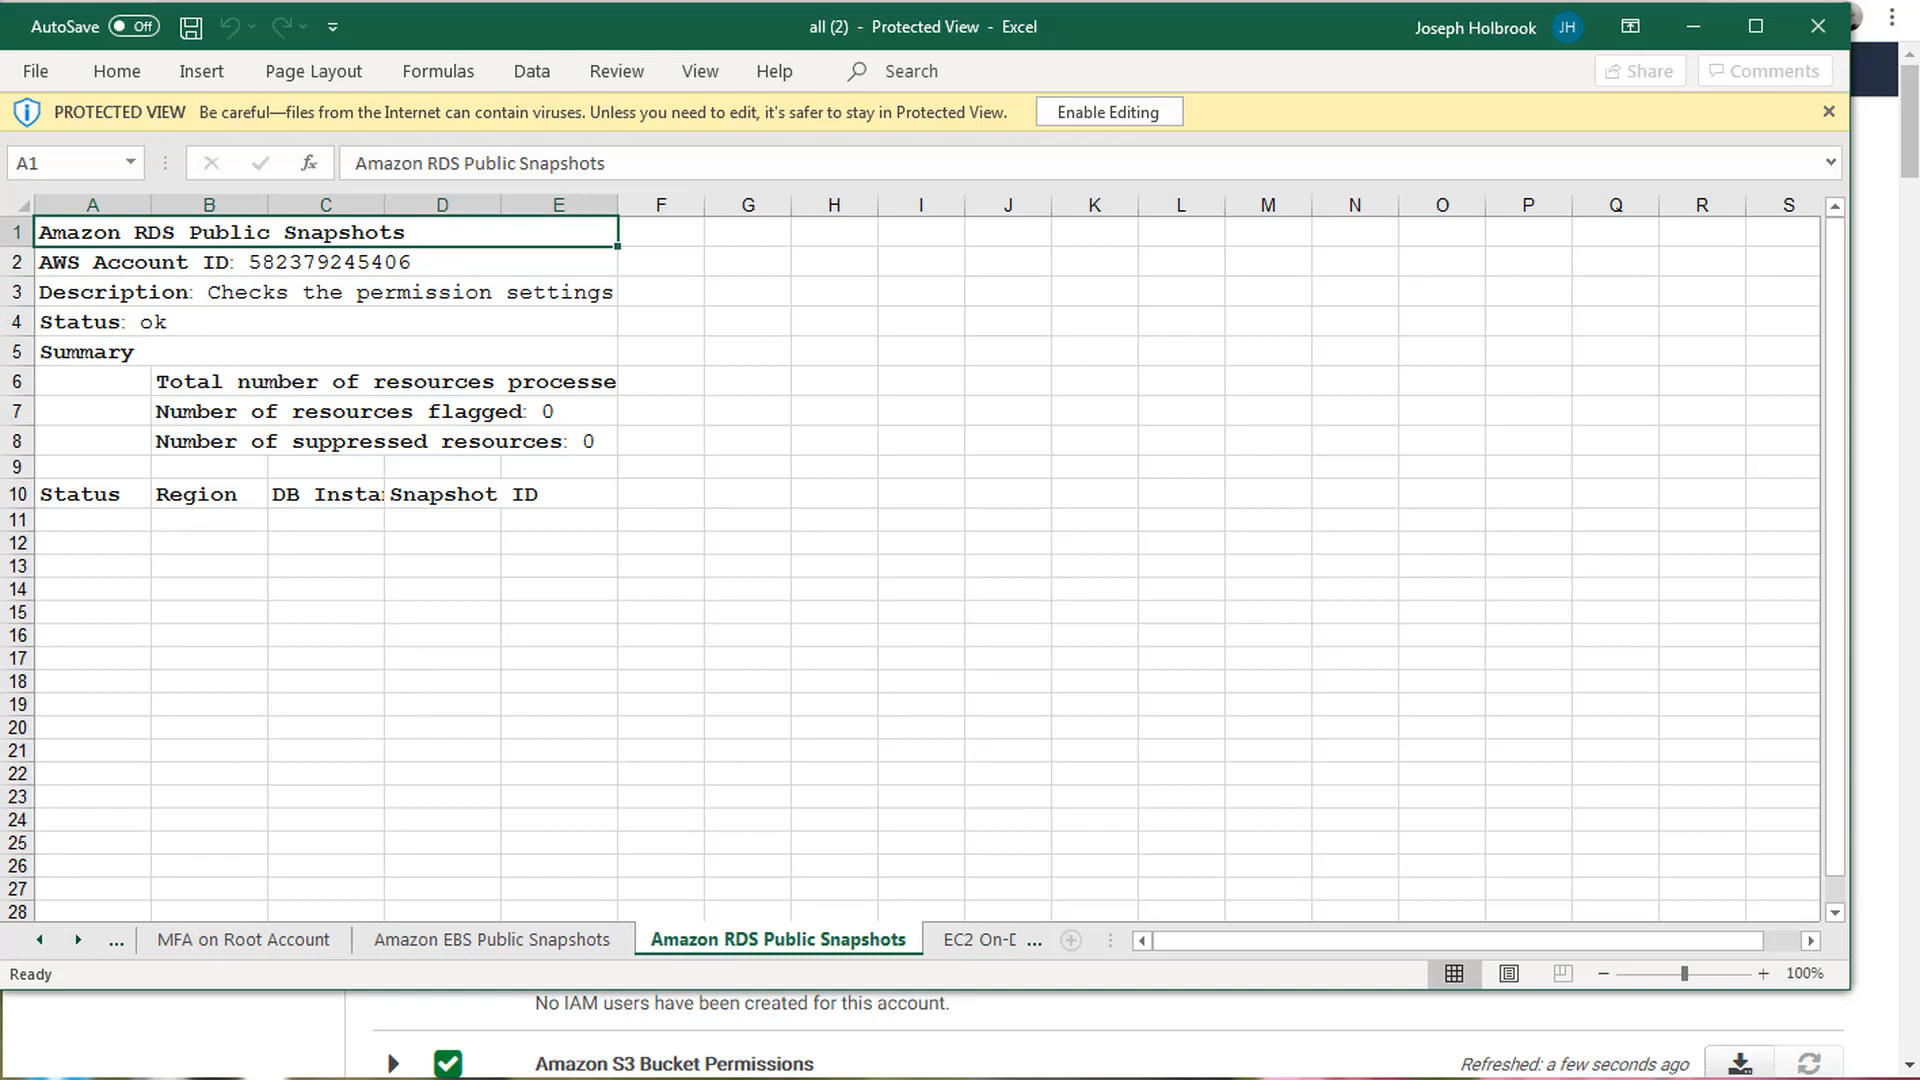 AutoSave Off all (2) - Protected View - Excel Joseph Holbrook JH
File Home Insert Page Layout Formulas Data Review View Help Search Share Comments
PROTECTED VIEW Be careful—files from the Internet can contain viruses. Unless you need to edit, it's safer to stay in Protected View. Enable Editing
A1 fx Amazon RDS Public Snapshots
A B C D E F G H I J K L M N O P Q R S
1 Amazon RDS Public Snapshots
2 AWS Account ID: 582379245406
3 Description: Checks the permission settings
4 Status: ok
5 Summary
6 Total number of resources processe
7 Number of resources flagged: 0
8 Number of suppressed resources: 0
9
10 Status Region DB Instan Snapshot ID
11
12
13
14
15
16
17
18
19
20
21
22
23
24
25
26
27
28
... MFA on Root Account Amazon EBS Public Snapshots Amazon RDS Public Snapshots EC2 On-D ...
Ready 100%
No IAM users have been created for this account.
Amazon S3 Bucket Permissions Refreshed: a few seconds ago